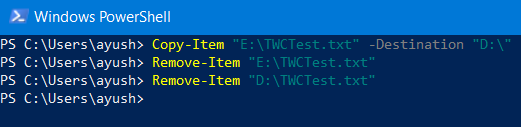 Windows PowerShell
PS C:\Users\ayush> Copy-Item "E:\TWCTest.txt" -Destination "D:\"
PS C:\Users\ayush> Remove-Item "E:\TWCTest.txt"
PS C:\Users\ayush> Remove-Item "D:\TWCTest.txt"
PS C:\Users\ayush>